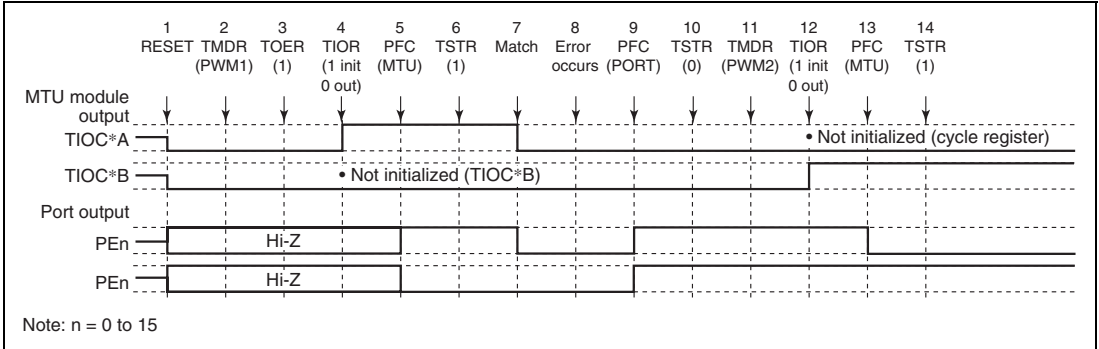 1 2 3 4 5 6 7 8 9 10 11 12 13 14
RESET TMDR TOER TIOR PFC TSTR Match Error PFC TSTR TMDR TIOR PFC TSTR
(PWM1) (1) (1 init (MTU) (1) occurs (PORT) (0) (PWM2) (1 init (MTU) (1)
0 out) 0 out)
MTU module
output
TIOC*A • Not initialized (cycle register)
TIOC*B • Not initialized (TIOC*B)
Port output
PEn Hi-Z
PEn Hi-Z
Note: n = 0 to 15